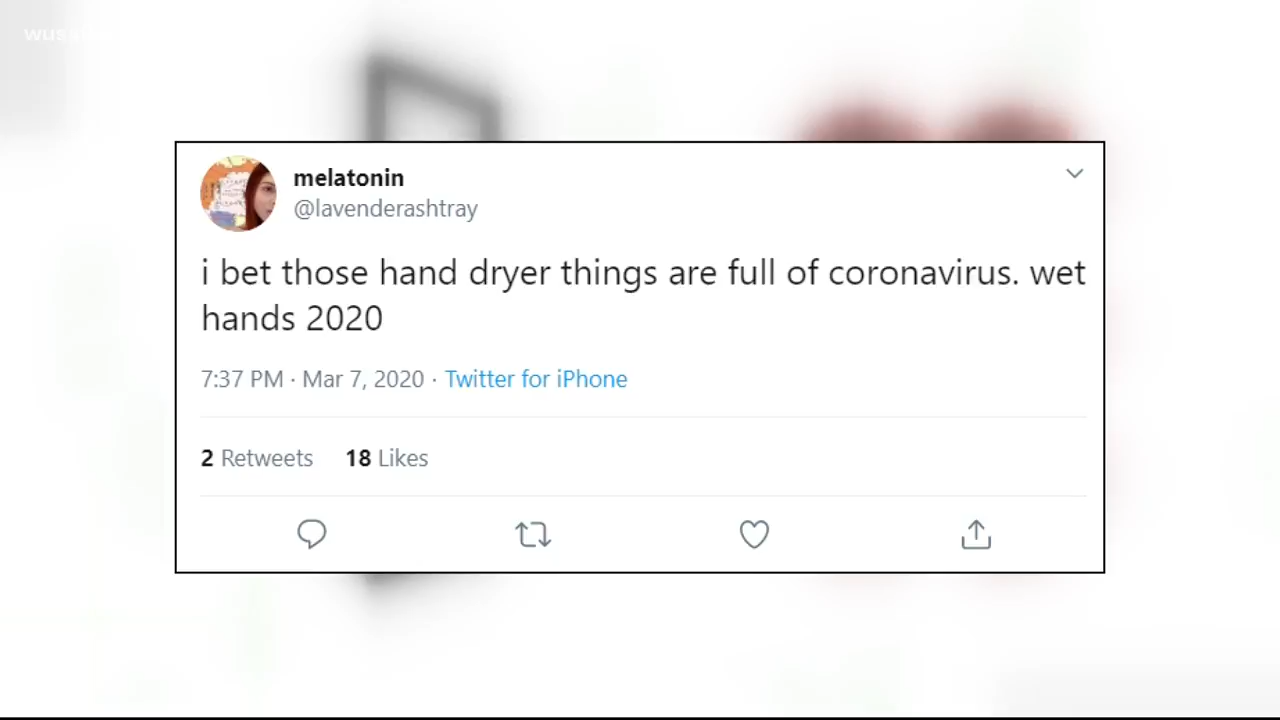 melatonin
@lavenderashtray
i bet those hand dryer things are full of coronavirus. wet
hands 2020
7:37 PM · Mar 7, 2020 · Twitter for iPhone
2 Retweets 18 Likes